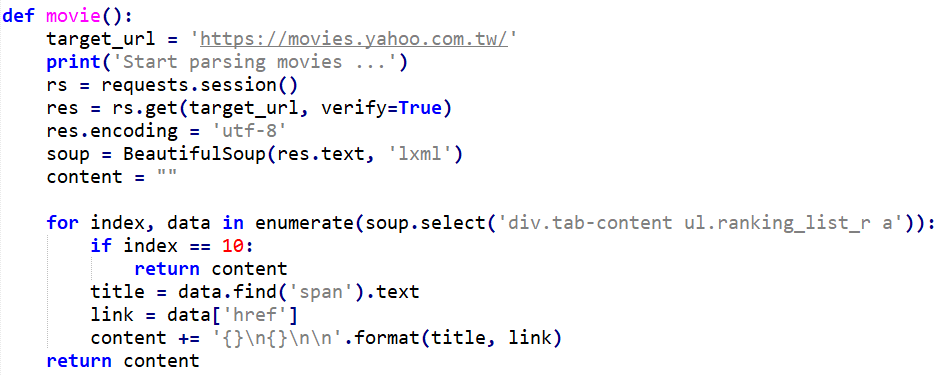 def movie():
    target_url = 'https://movies.yahoo.com.tw/'
    print('Start parsing movies ...')
    rs = requests.session()
    res = rs.get(target_url, verify=True)
    res.encoding = 'utf-8'
    soup = BeautifulSoup(res.text, 'lxml')
    content = ""

    for index, data in enumerate(soup.select('div.tab-content ul.ranking_list_r a')):
        if index == 10:
            return content
        title = data.find('span').text
        link = data['href']
        content += '{}\n{}\n\n'.format(title, link)
    return content